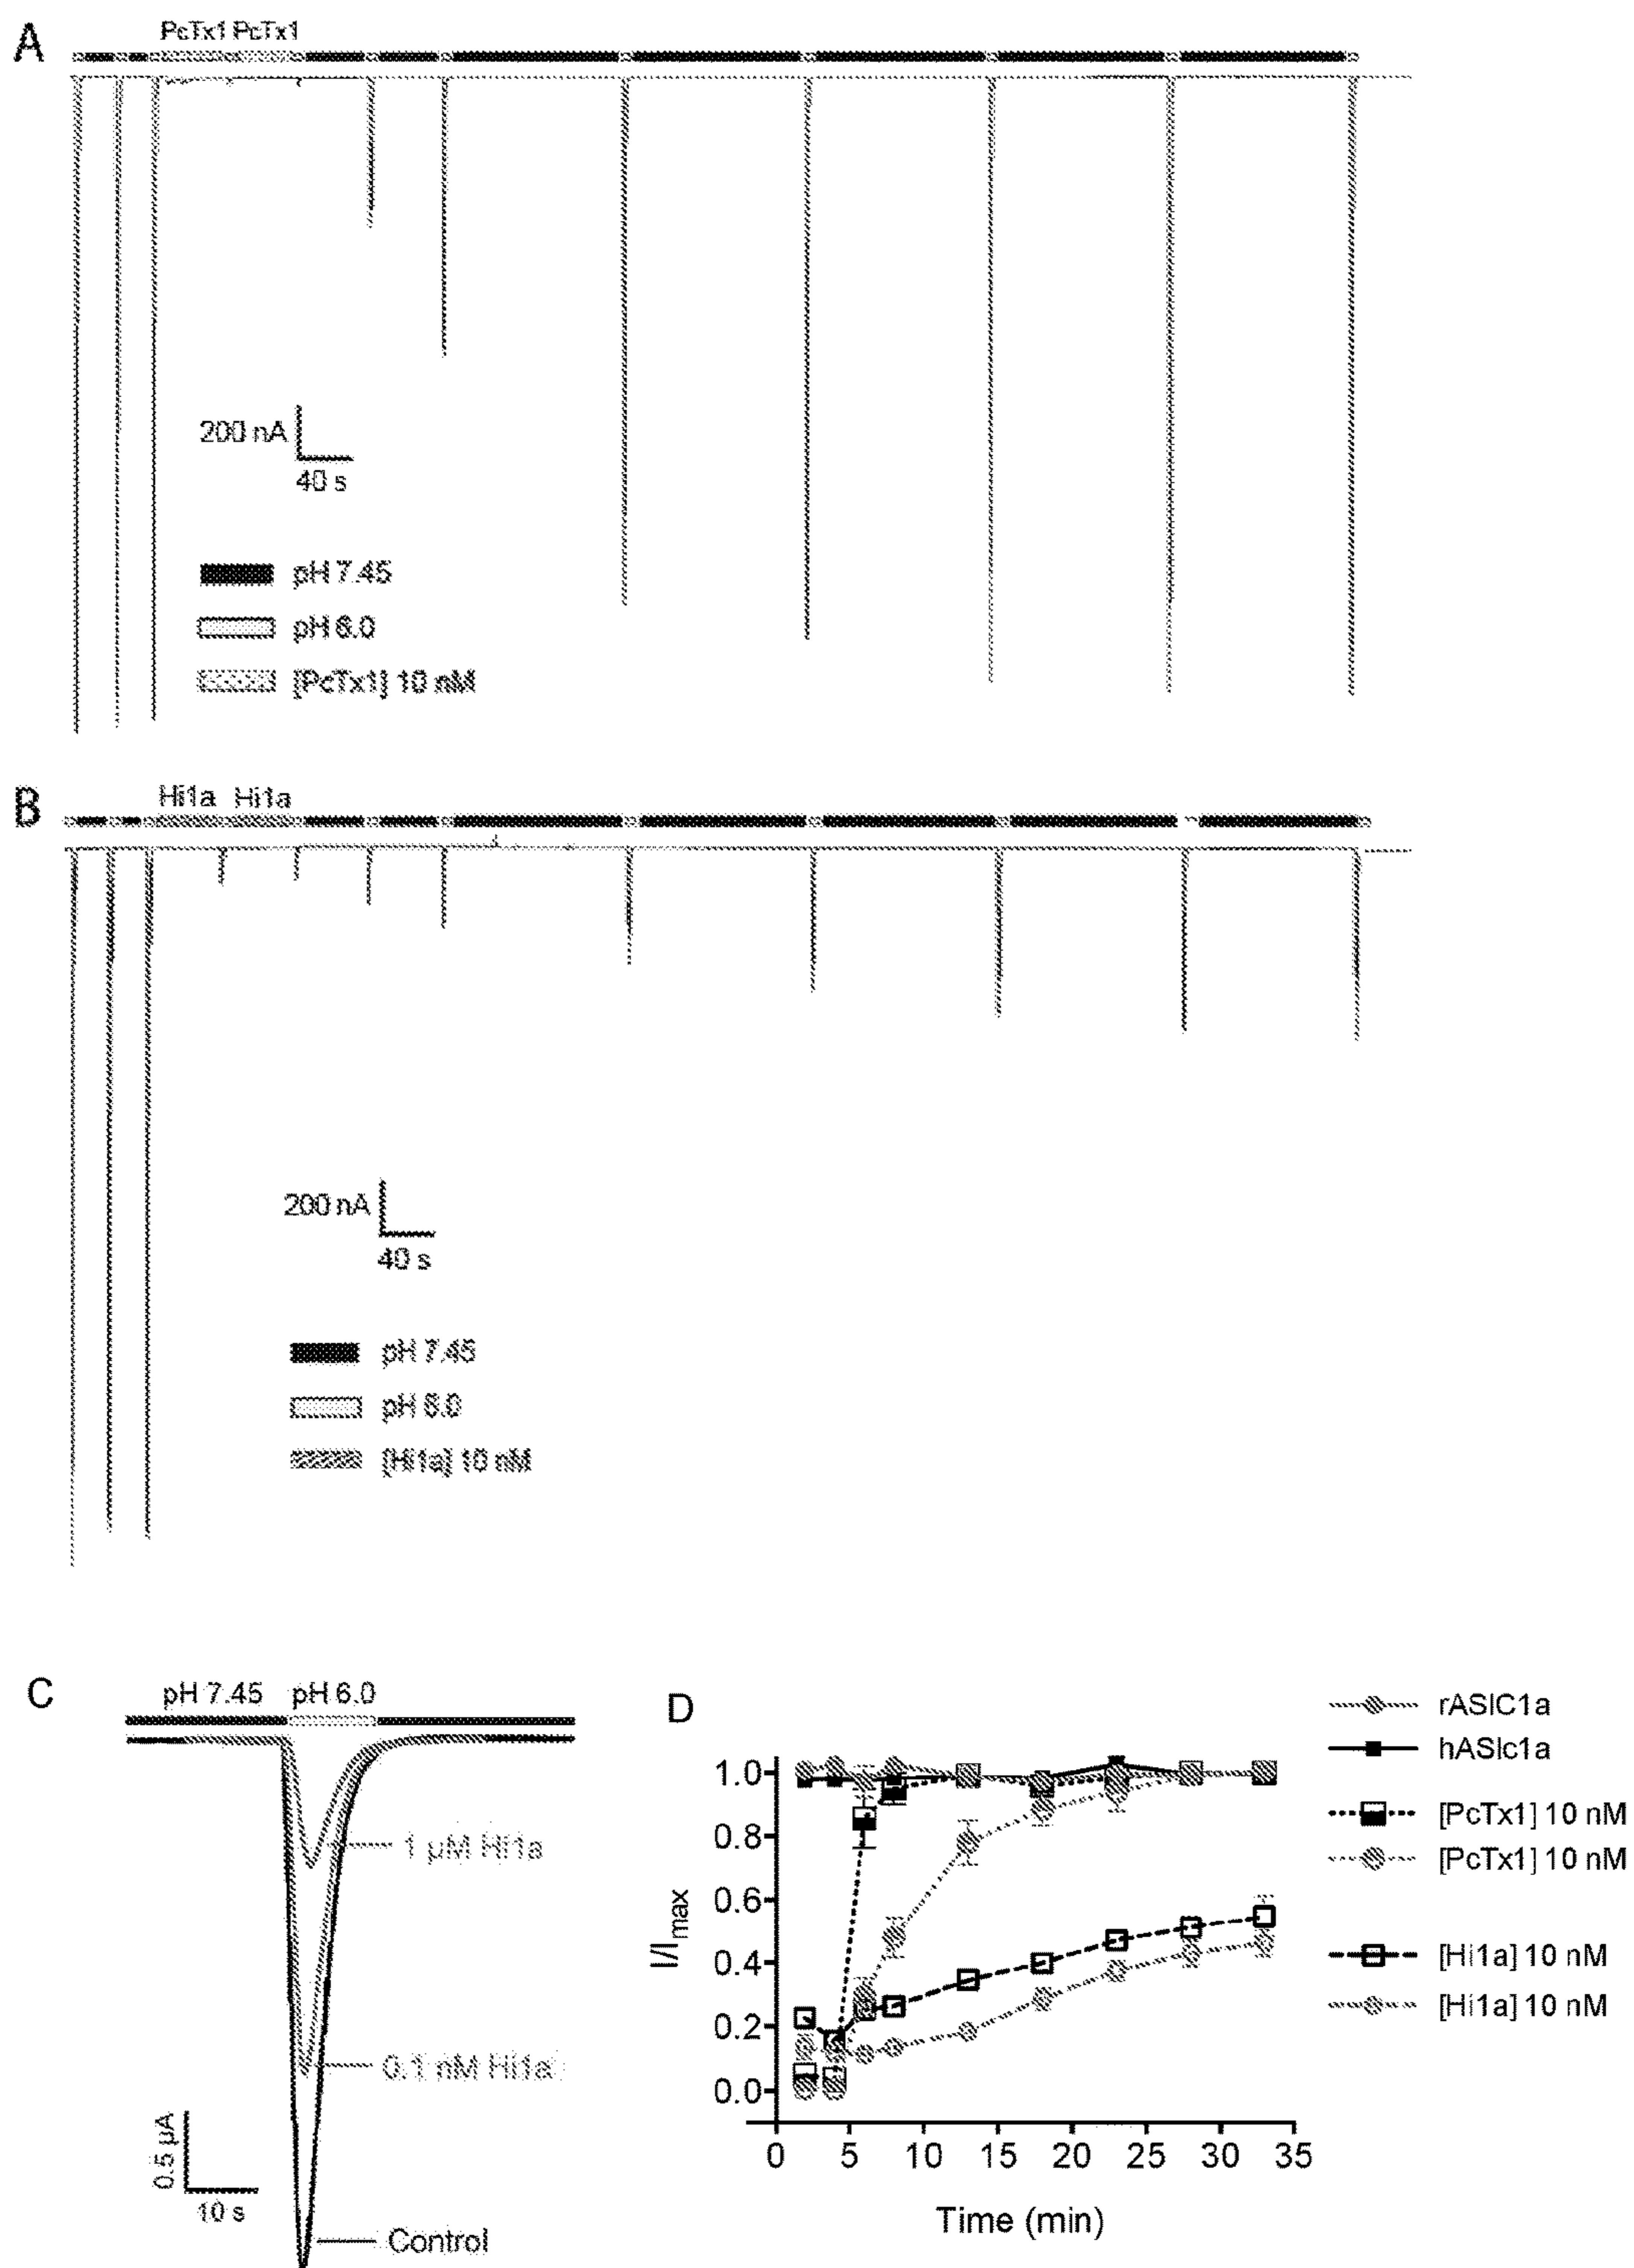 A
PcTx1 PcTx1
200 nA
40 s
pH 7.45
pH 6.0
[PcTx1] 10 nM
B
Hi1a Hi1a
200 nA
40 s
pH 7.45
pH 6.0
[Hi1a] 10 nM
C
pH 7.45 pH 6.0
1 µM Hi1a
0.1 nM Hi1a
0.5 µA
10 s
Control
D
rASIC1a
hASIc1a
[PcTx1] 10 nM
[PcTx1] 10 nM
[Hi1a] 10 nM
[Hi1a] 10 nM
I/Imax
1.0
0.8
0.6
0.4
0.2
0.0
0 5 10 15 20 25 30 35
Time (min)